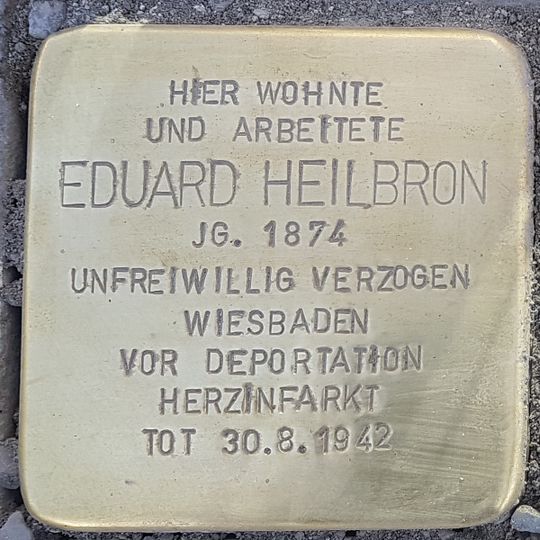 HIER WOHNTE
UND ARBEITETE
EDUARD HEILBRON
JG. 1874
UNFREIWILLIG VERZOGEN
WIESBADEN
VOR DEPORTATION
HERZINFARKT
TOT 30.8.1942